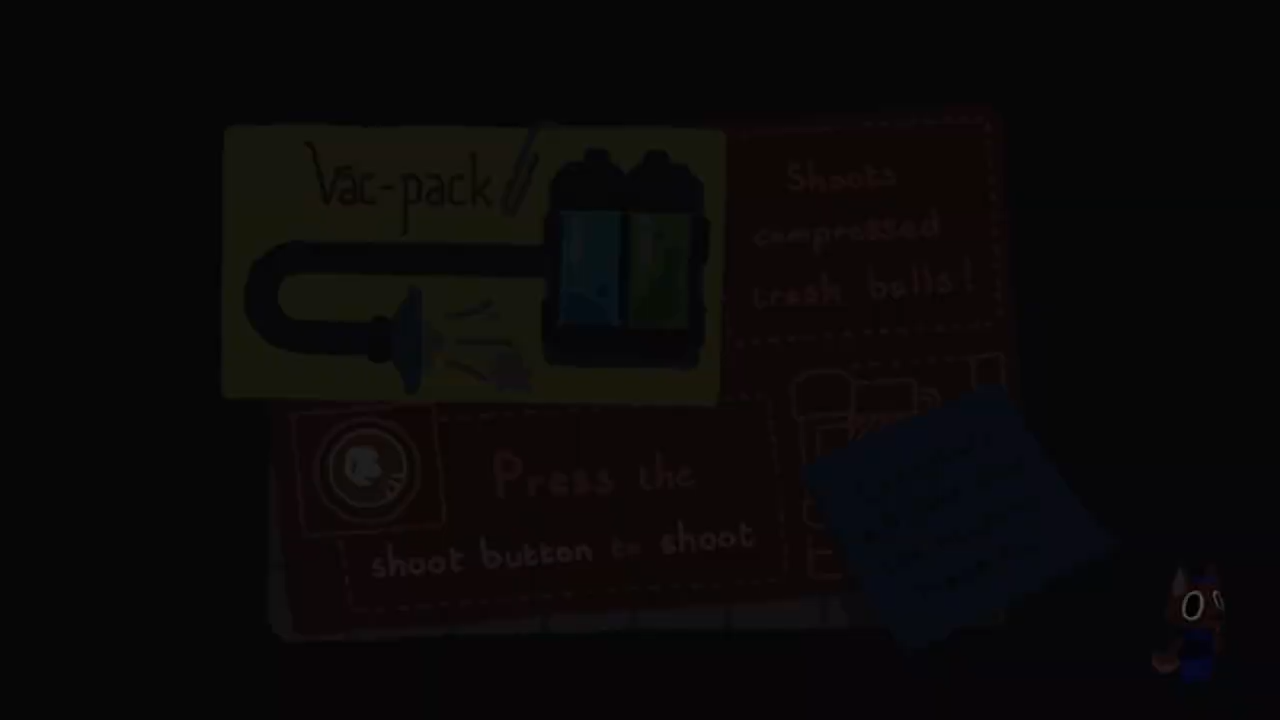 Vac-pack
Shoots
compressed
trash balls!
Press the
shoot button to shoot